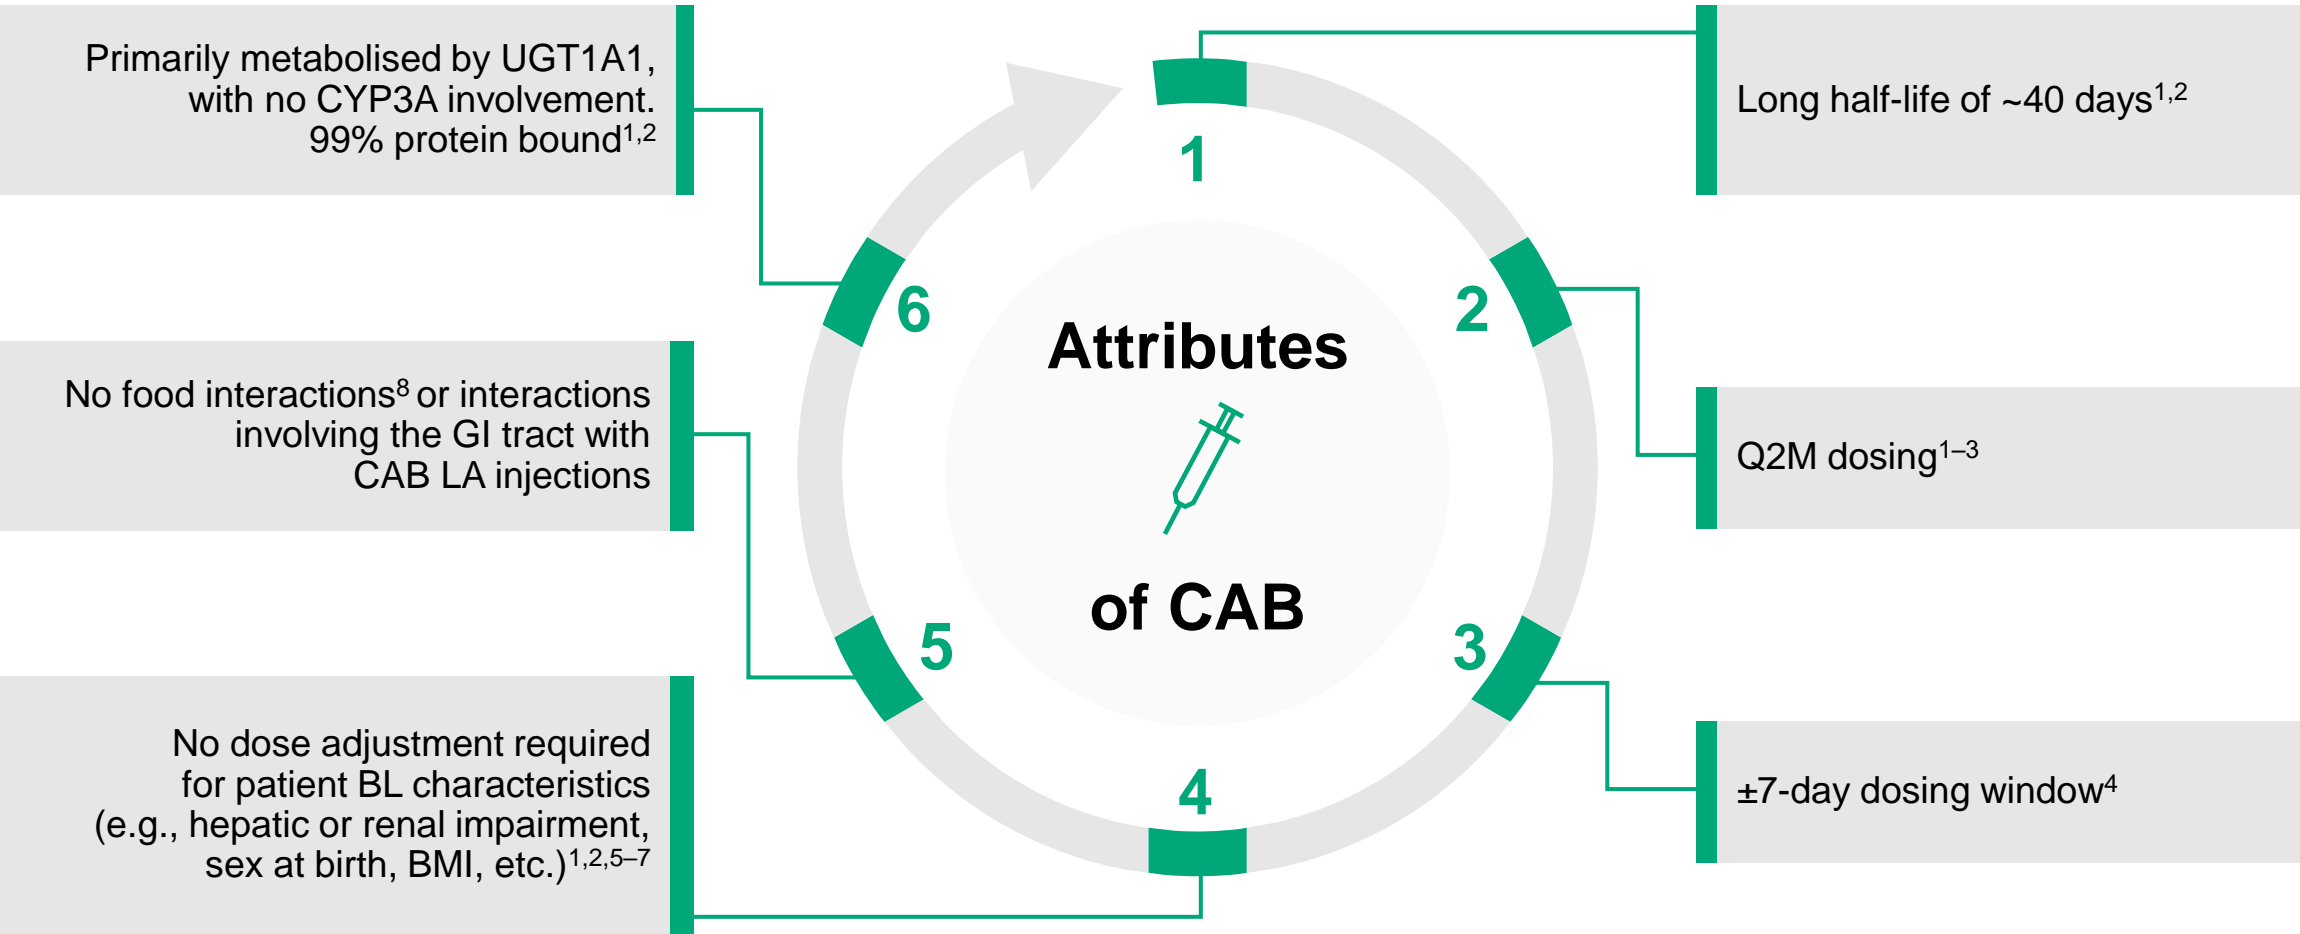 Primarily metabolised by UGT1A1,
with no CYP3A involvement.
99% protein bound¹,²
No food interactions⁸ or interactions
involving the GI tract with
CAB LA injections
No dose adjustment required
for patient BL characteristics
(e.g., hepatic or renal impairment,
sex at birth, BMI, etc.)¹,²,⁵–⁷
1
2
3
4
5
6
Attributes
of CAB
Long half-life of ~40 days¹,²
Q2M dosing¹–³
±7-day dosing window⁴